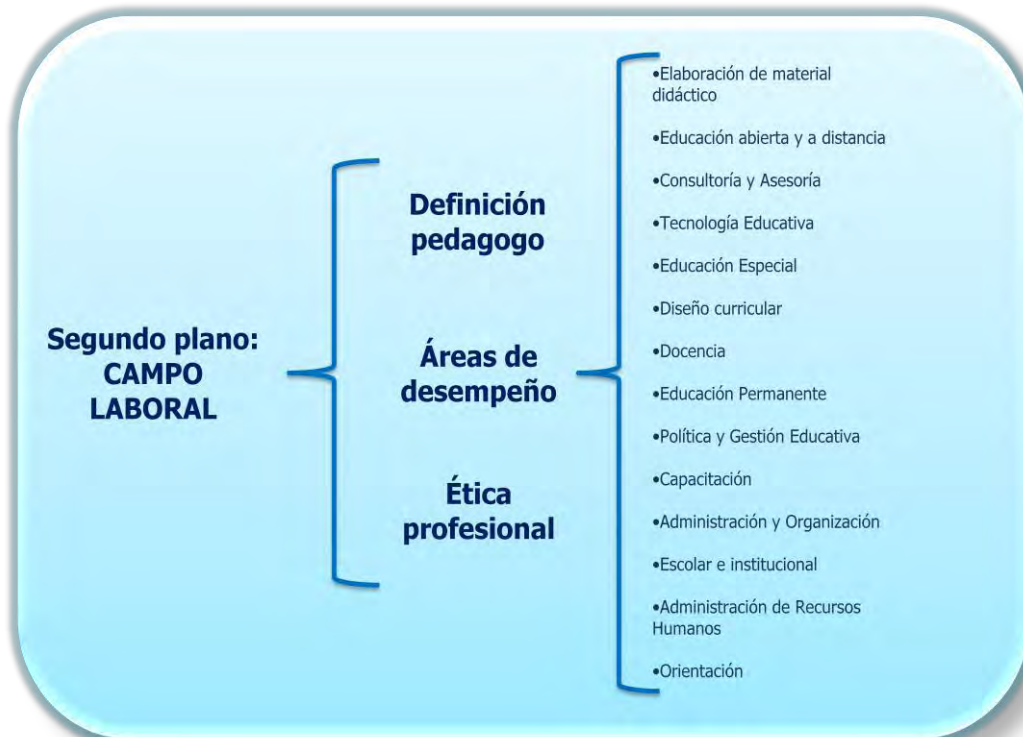 Segundo plano:
CAMPO
LABORAL
Definición
pedagogo
Áreas de
desempeño
Ética
profesional
•Elaboración de material
didáctico
•Educación abierta y a distancia
•Consultoría y Asesoría
•Tecnología Educativa
•Educación Especial
•Diseño curricular
•Docencia
•Educación Permanente
•Política y Gestión Educativa
•Capacitación
•Administración y Organización
•Escolar e institucional
•Administración de Recursos
Humanos
•Orientación